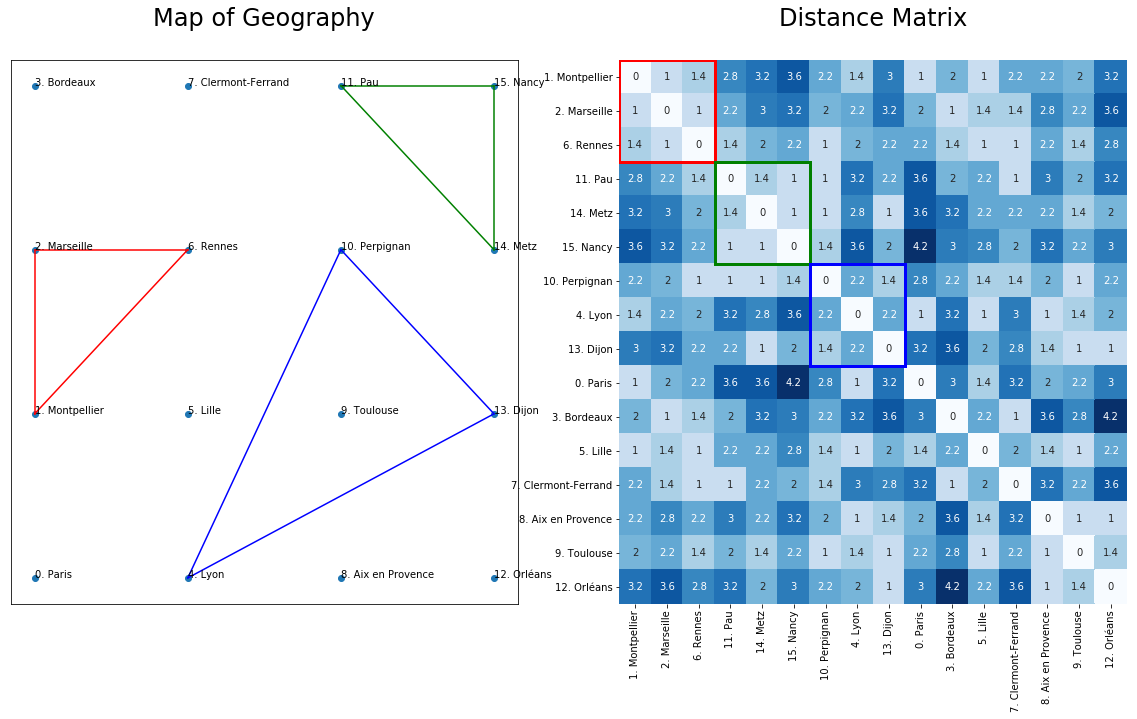 Map of Geography
3. Bordeaux
7. Clermont-Ferrand
11. Pau
15. Nancy
2. Marseille
6. Rennes
10. Perpignan
14. Metz
1. Montpellier
5. Lille
9. Toulouse
13. Dijon
0. Paris
4. Lyon
8. Aix en Provence
12. Orléans
Distance Matrix
1. Montpellier 0 1 1.4 2.8 3.2 3.6 2.2 1.4 3 1 2 1 2.2 2.2 2 3.2
2. Marseille 1 0 1 2.2 3 3.2 2 2.2 3.2 2 1 1.4 1.4 2.8 2.2 3.6
6. Rennes 1.4 1 0 1.4 2 2.2 1 2 2.2 2.2 1.4 1 1 2.2 1.4 2.8
11. Pau 2.8 2.2 1.4 0 1.4 1 1 3.2 2.2 3.6 2 2.2 1 3 2 3.2
14. Metz 3.2 3 2 1.4 0 1 1 2.8 1 3.6 3.2 2.2 2.2 2.2 1.4 2
15. Nancy 3.6 3.2 2.2 1 1 0 1.4 3.6 2 4.2 3 2.8 2 3.2 2.2 3
10. Perpignan 2.2 2 1 1 1 1.4 0 2.2 1.4 2.8 2.2 1.4 1.4 2 1 2.2
4. Lyon 1.4 2.2 2 3.2 2.8 3.6 2.2 0 2.2 1 3.2 1 3 1 1.4 2
13. Dijon 3 3.2 2.2 2.2 1 2 1.4 2.2 0 3.2 3.6 2 2.8 1.4 1 1
0. Paris 1 2 2.2 3.6 3.6 4.2 2.8 1 3.2 0 3 1.4 3.2 2 2.2 3
3. Bordeaux 2 1 1.4 2 3.2 3 2.2 3.2 3.6 3 0 2.2 1 3.6 2.8 4.2
5. Lille 1 1.4 1 2.2 2.2 2.8 1.4 1 2 1.4 2.2 0 2 1.4 1 2.2
7. Clermont-Ferrand 2.2 1.4 1 1 2.2 2 1.4 3 2.8 3.2 1 2 0 3.2 2.2 3.6
8. Aix en Provence 2.2 2.8 2.2 3 2.2 3.2 2 1 1.4 2 3.6 1.4 3.2 0 1 1
9. Toulouse 2 2.2 1.4 2 1.4 2.2 1 1.4 1 2.2 2.8 1 2.2 1 0 1.4
12. Orléans 3.2 3.6 2.8 3.2 2 3 2.2 2 1 3 4.2 2.2 3.6 1 1.4 0
1. Montpellier
2. Marseille
6. Rennes
11. Pau
14. Metz
15. Nancy
10. Perpignan
4. Lyon
13. Dijon
0. Paris
3. Bordeaux
5. Lille
7. Clermont-Ferrand
8. Aix en Provence
9. Toulouse
12. Orléans